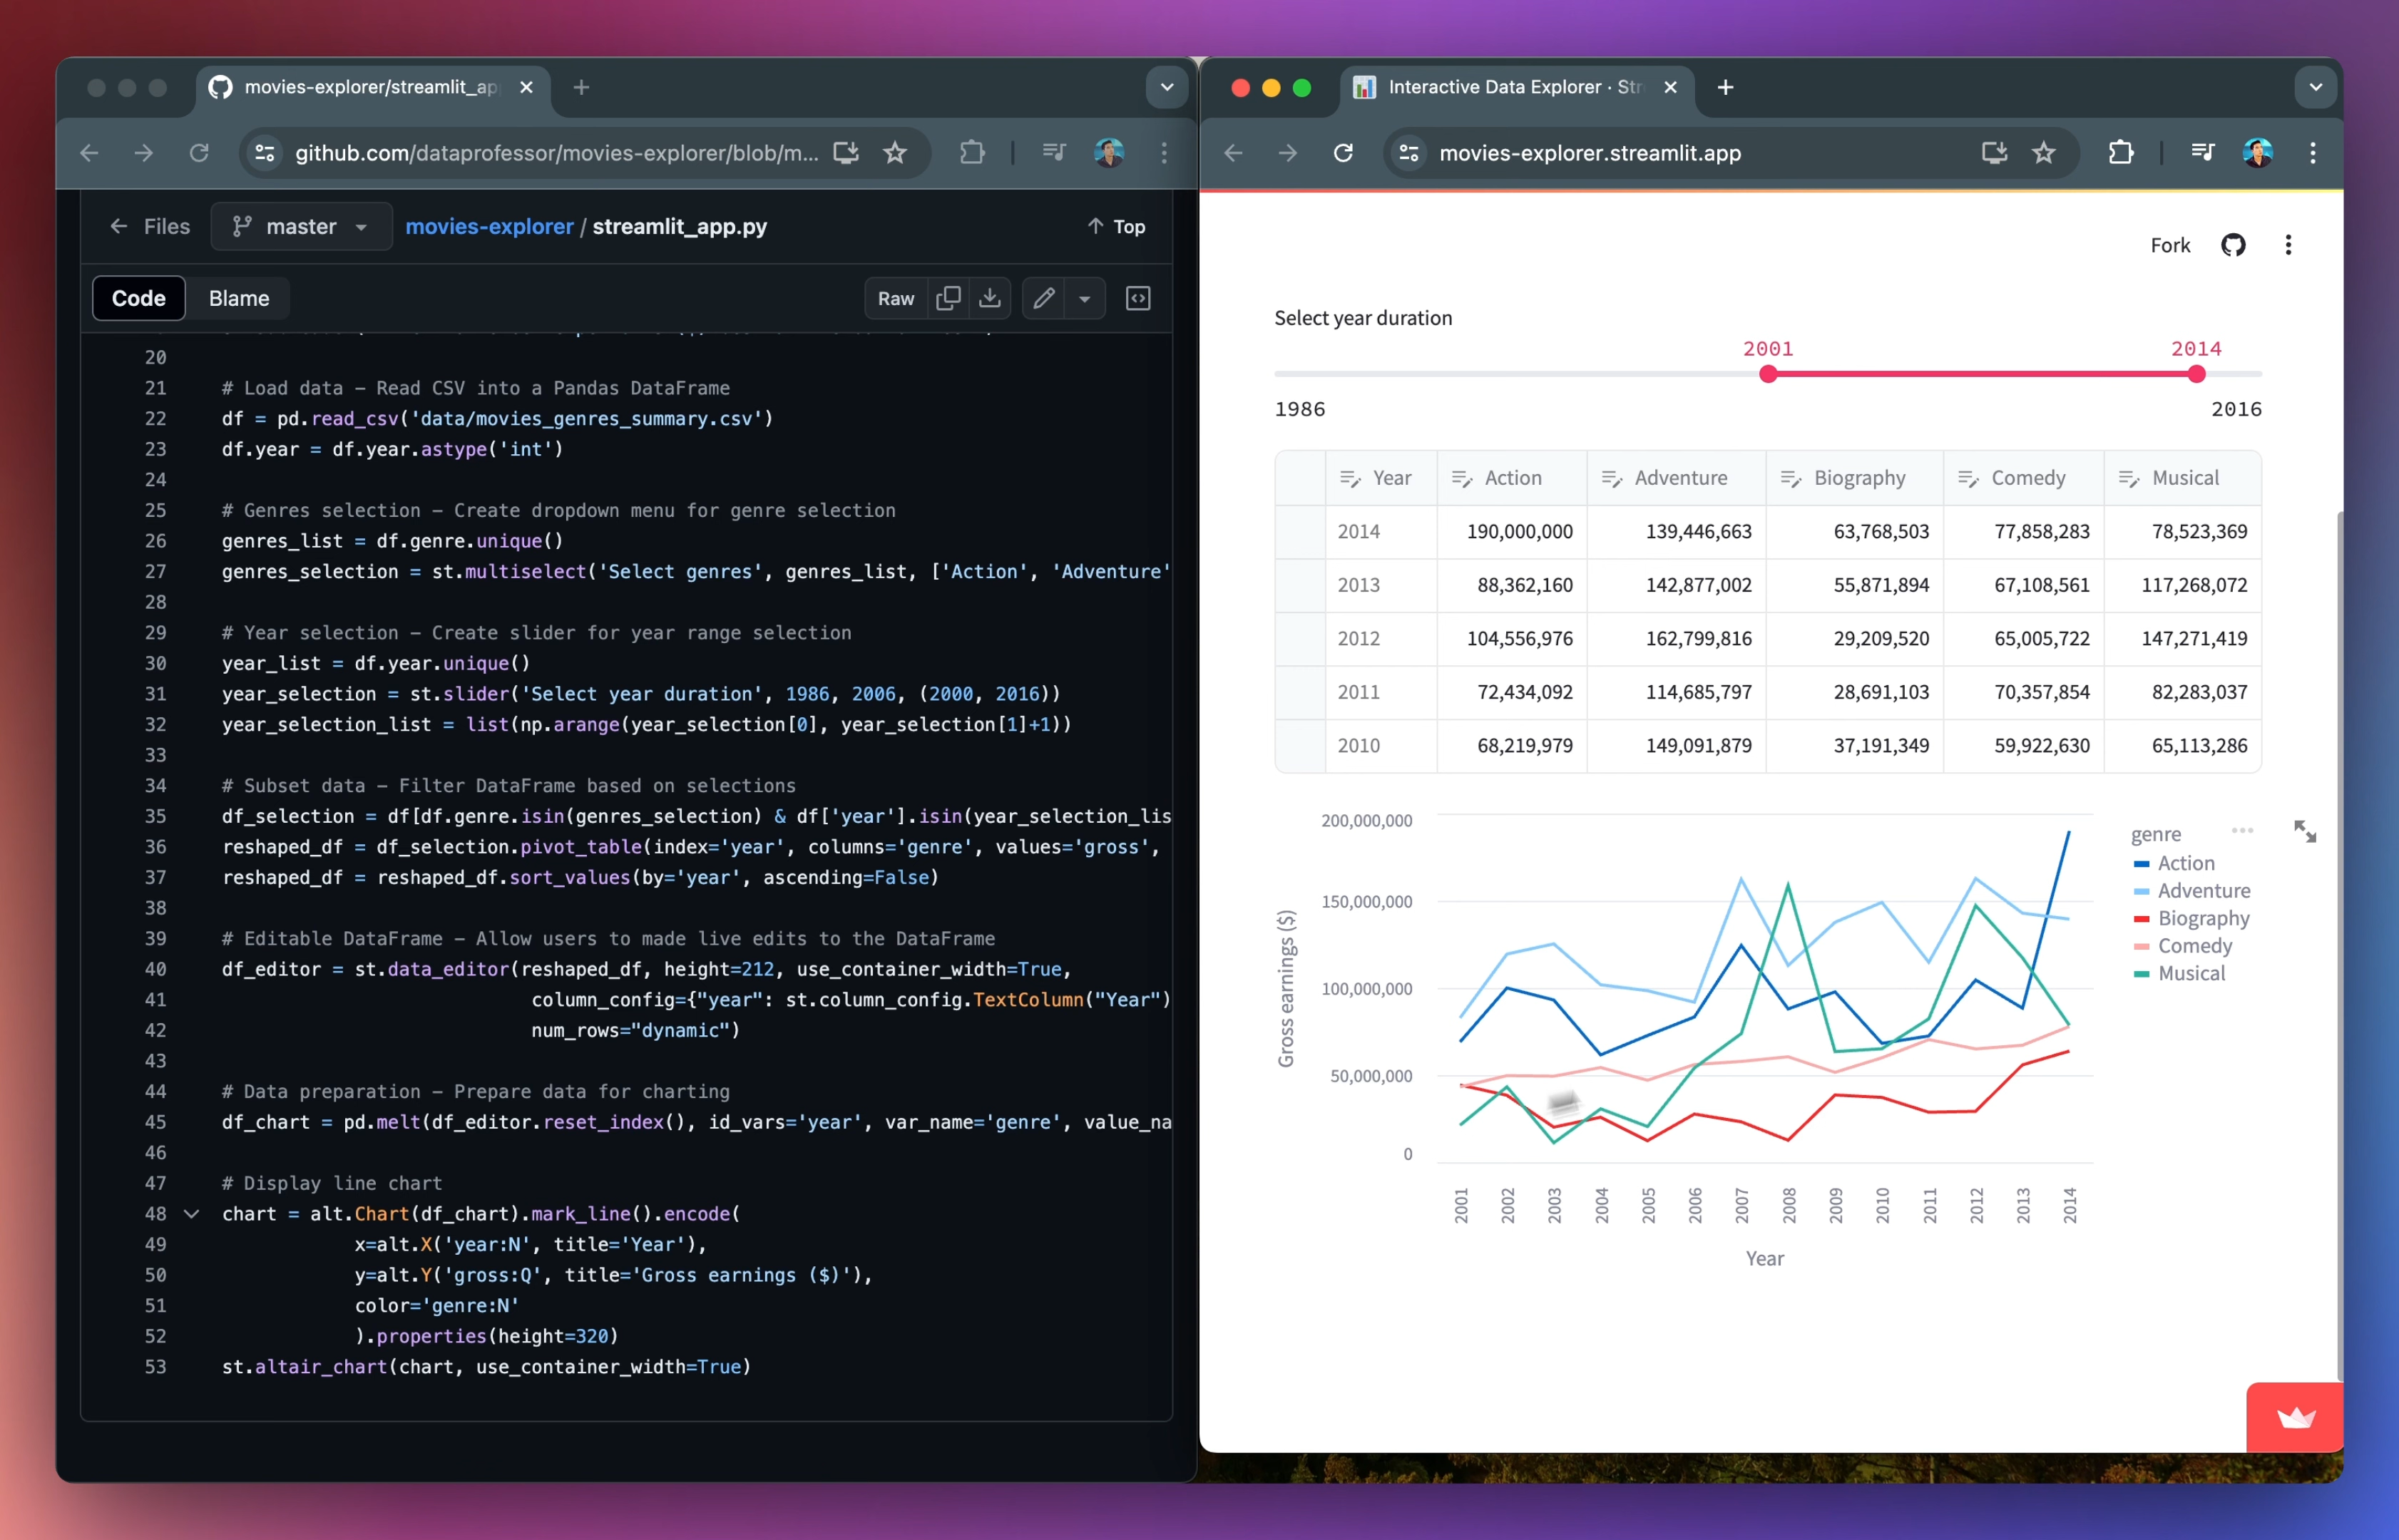 movies-explorer/streamlit_ap
github.com/dataprofessor/movies-explorer/blob/m...
Files
master
movies-explorer / streamlit_app.py
Top
Code
Blame
Raw
20
21 # Load data – Read CSV into a Pandas DataFrame
22 df = pd.read_csv('data/movies_genres_summary.csv')
23 df.year = df.year.astype('int')
24
25 # Genres selection – Create dropdown menu for genre selection
26 genres_list = df.genre.unique()
27 genres_selection = st.multiselect('Select genres', genres_list, ['Action', 'Adventure'
28
29 # Year selection – Create slider for year range selection
30 year_list = df.year.unique()
31 year_selection = st.slider('Select year duration', 1986, 2006, (2000, 2016))
32 year_selection_list = list(np.arange(year_selection[0], year_selection[1]+1))
33
34 # Subset data – Filter DataFrame based on selections
35 df_selection = df[df.genre.isin(genres_selection) & df['year'].isin(year_selection_lis
36 reshaped_df = df_selection.pivot_table(index='year', columns='genre', values='gross',
37 reshaped_df = reshaped_df.sort_values(by='year', ascending=False)
38
39 # Editable DataFrame – Allow users to made live edits to the DataFrame
40 df_editor = st.data_editor(reshaped_df, height=212, use_container_width=True,
41 column_config={"year": st.column_config.TextColumn("Year")
42 num_rows="dynamic")
43
44 # Data preparation – Prepare data for charting
45 df_chart = pd.melt(df_editor.reset_index(), id_vars='year', var_name='genre', value_na
46
47 # Display line chart
48 chart = alt.Chart(df_chart).mark_line().encode(
49 x=alt.X('year:N', title='Year'),
50 y=alt.Y('gross:Q', title='Gross earnings ($)'),
51 color='genre:N'
52 ).properties(height=320)
53 st.altair_chart(chart, use_container_width=True)
Interactive Data Explorer · Str
movies-explorer.streamlit.app
Fork
Select year duration
2001 2014
1986 2016
Year Action Adventure Biography Comedy Musical
2014 190,000,000 139,446,663 63,768,503 77,858,283 78,523,369
2013 88,362,160 142,877,002 55,871,894 67,108,561 117,268,072
2012 104,556,976 162,799,816 29,209,520 65,005,722 147,271,419
2011 72,434,092 114,685,797 28,691,103 70,357,854 82,283,037
2010 68,219,979 149,091,879 37,191,349 59,922,630 65,113,286
Gross earnings ($)
200,000,000
150,000,000
100,000,000
50,000,000
0
2001 2002 2003 2004 2005 2006 2007 2008 2009 2010 2011 2012 2013 2014
Year
genre
Action
Adventure
Biography
Comedy
Musical